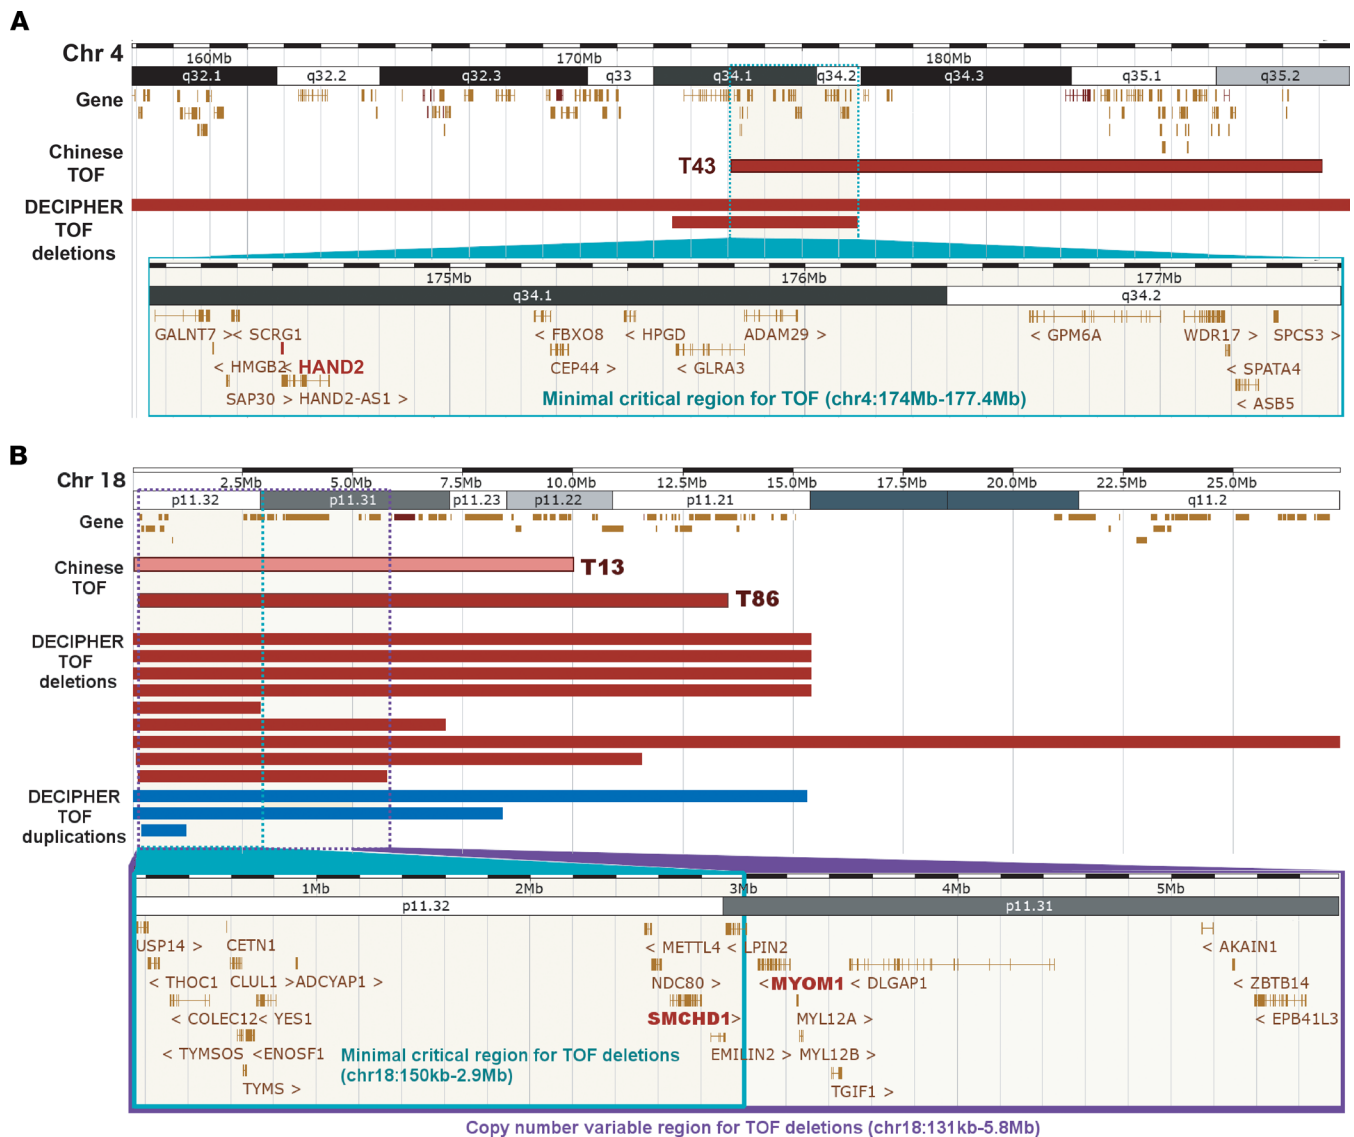 A
Chr 4
160Mb 170Mb 180Mb
q32.1 q32.2 q32.3 q33 q34.1 q34.2 q34.3 q35.1 q35.2
Gene
Chinese
TOF
T43
DECIPHER
TOF
deletions
175Mb 176Mb 177Mb
q34.1 q34.2
GALNT7 > < SCRG1 < FBXO8 < HPGD ADAM29 > < GPM6A WDR17 > SPCS3 >
< HMGB2 < HAND2 CEP44 > < GLRA3 < SPATA4
SAP30 > HAND2-AS1 > < ASB5
Minimal critical region for TOF (chr4:174Mb-177.4Mb)
B
Chr 18
2.5Mb 5.0Mb 7.5Mb 10.0Mb 12.5Mb 15.0Mb 17.5Mb 20.0Mb 22.5Mb 25.0Mb
p11.32 p11.31 p11.23 p11.22 p11.21 q11.2
Gene
Chinese
TOF
T13
T86
DECIPHER
TOF
deletions
DECIPHER
TOF
duplications
1Mb 2Mb 3Mb 4Mb 5Mb
p11.32 p11.31
USP14 > CETN1 < METTL4 < LPIN2 < AKAIN1
< THOC1 CLUL1 > ADCYAP1 > NDC80 > < MYOM1 < DLGAP1 < ZBTB14
< COLEC12 < YES1 SMCHD1 > MYL12A > < EPB41L3
< TYMSOS < ENOSF1 EMILIN2 > MYL12B >
TYMS > TGIF1 >
Minimal critical region for TOF deletions
(chr18:150kb-2.9Mb)
Copy number variable region for TOF deletions (chr18:131kb-5.8Mb)